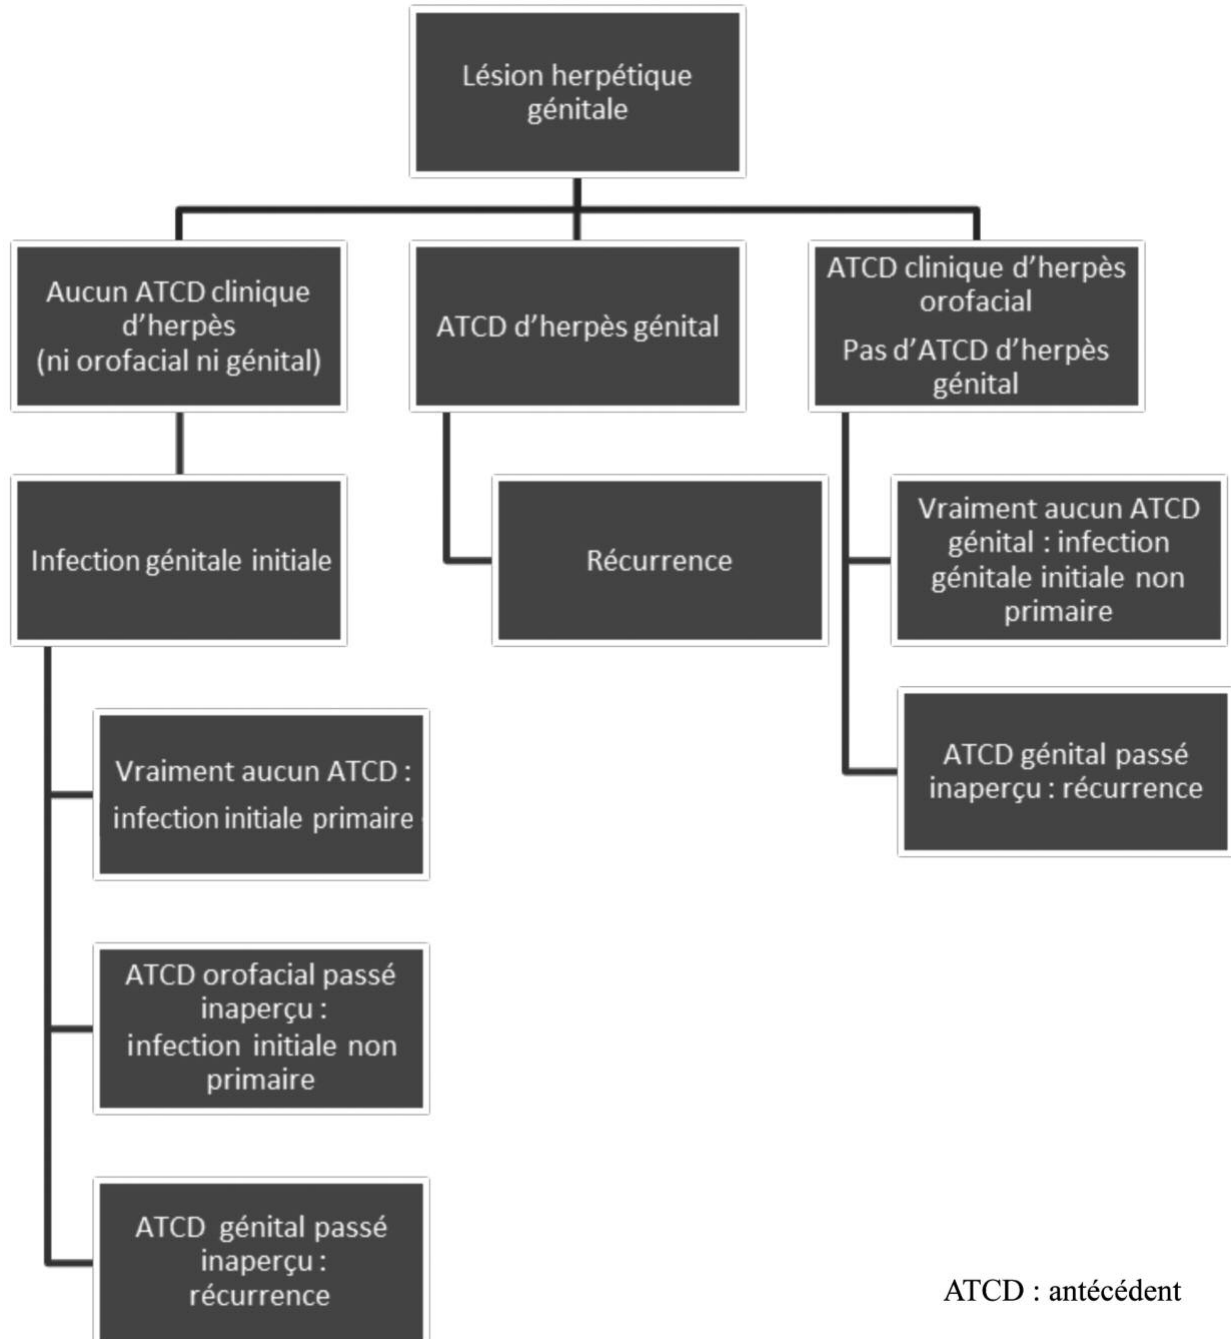 Lésion herpétique
génitale
Aucun ATCD clinique
d'herpès
(ni orofacial ni génital)
ATCD d'herpès génital
ATCD clinique d'herpès
orofacial
Pas d'ATCD d'herpès
génital
Infection génitale initiale
Récurrence
Vraiment aucun ATCD
génital : infection
génitale initiale non
primaire
ATCD génital passé
inaperçu : récurrence
Vraiment aucun ATCD :
infection initiale primaire
ATCD orofacial passé
inaperçu :
infection initiale non
primaire
ATCD génital passé
inaperçu :
récurrence
ATCD : antécédent